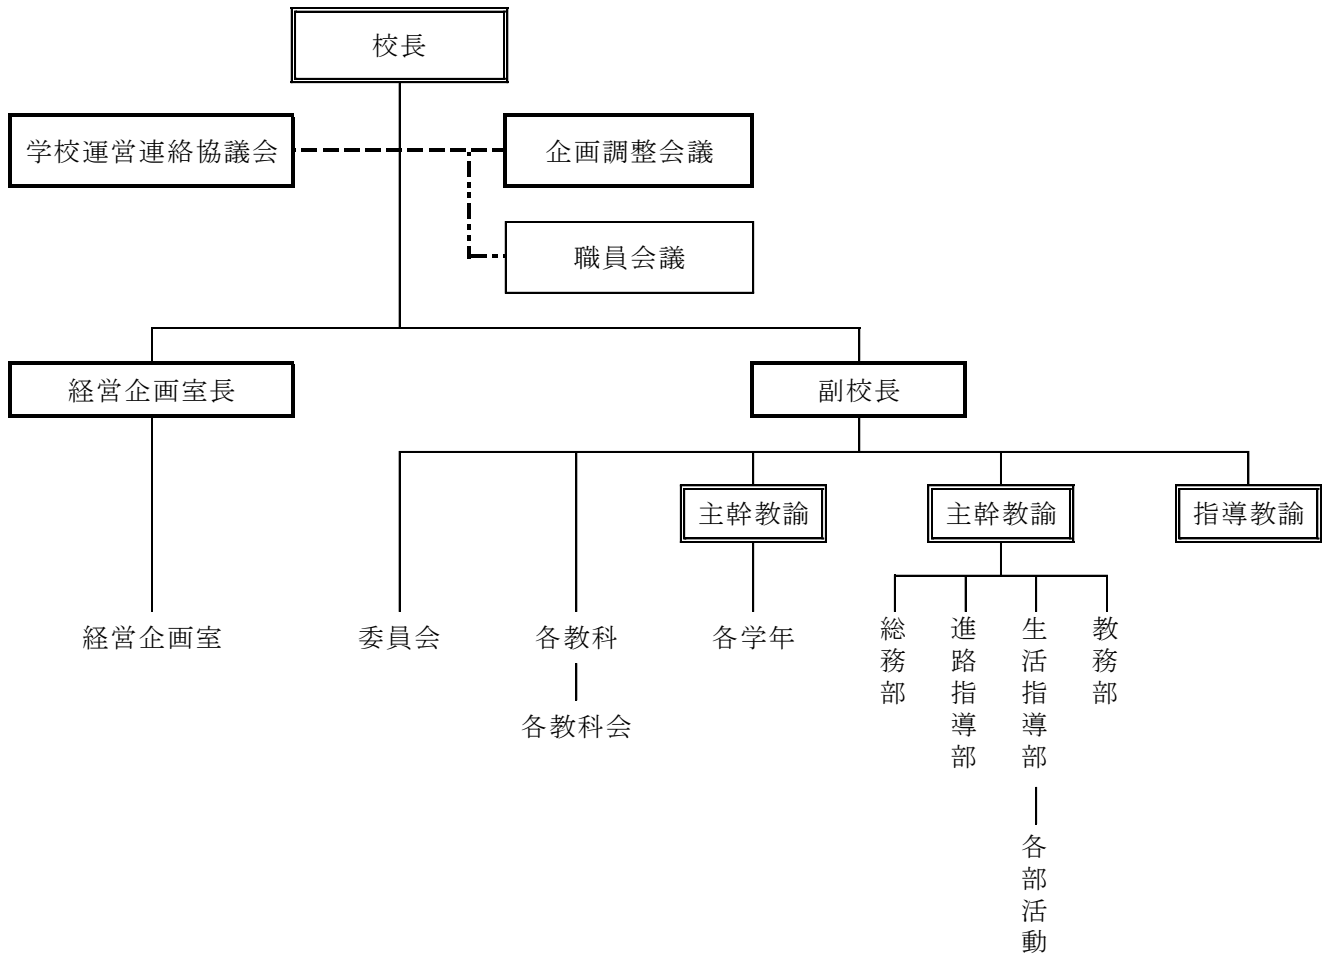 校長
学校運営連絡協議会
企画調整会議
職員会議
経営企画室長
副校長
主幹教諭
主幹教諭
指導教諭
経営企画室
委員会
各教科
各学年
総務部
進路指導部
生活指導部
教務部
各教科会
各部活動